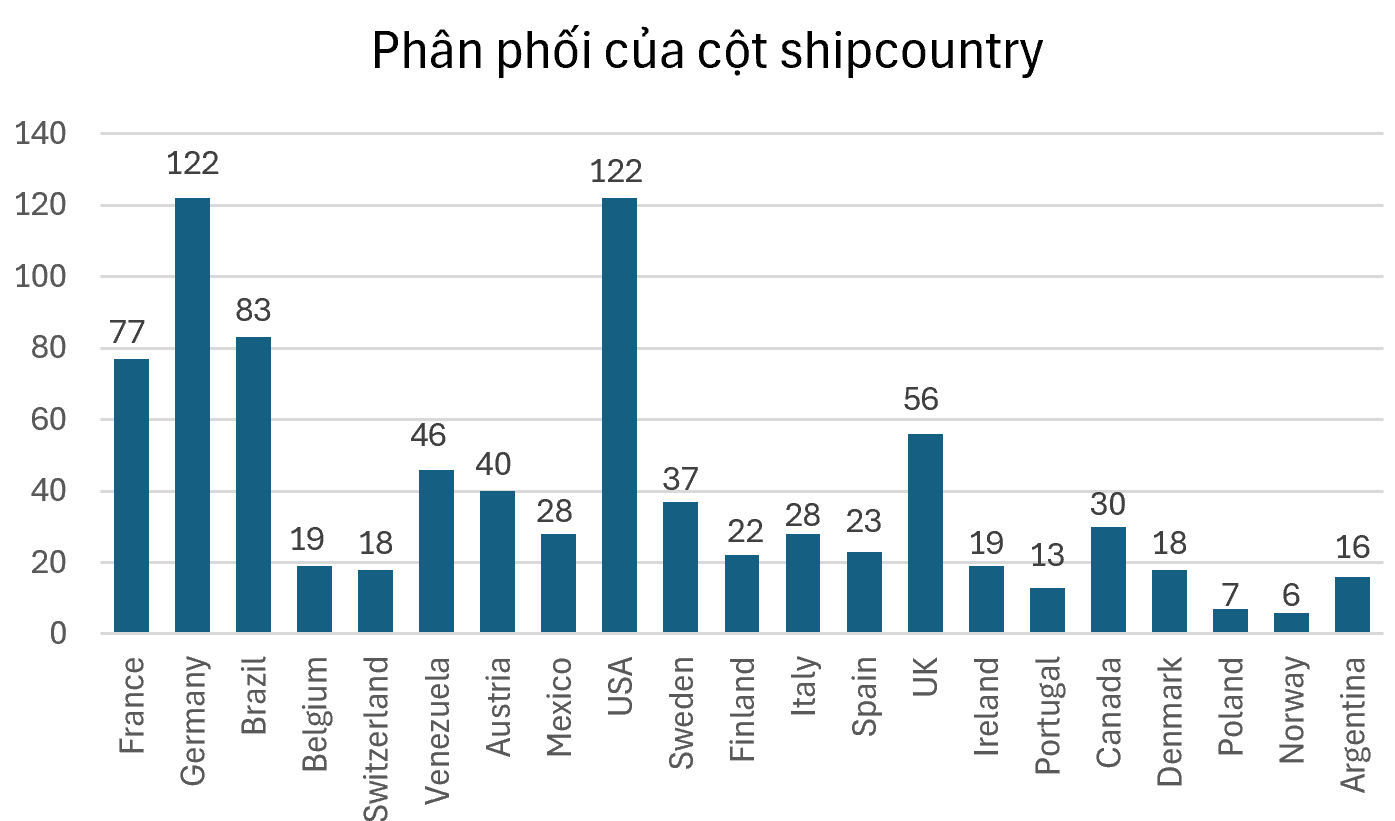 Phân phối của cột shipcountry
140
120
100
80
60
40
20
0
77
122
83
19
18
46
40
28
122
37
22
28
23
56
19
13
30
18
7
6
16
France
Germany
Brazil
Belgium
Switzerland
Venezuela
Austria
Mexico
USA
Sweden
Finland
Italy
Spain
UK
Ireland
Portugal
Canada
Denmark
Poland
Norway
Argentina